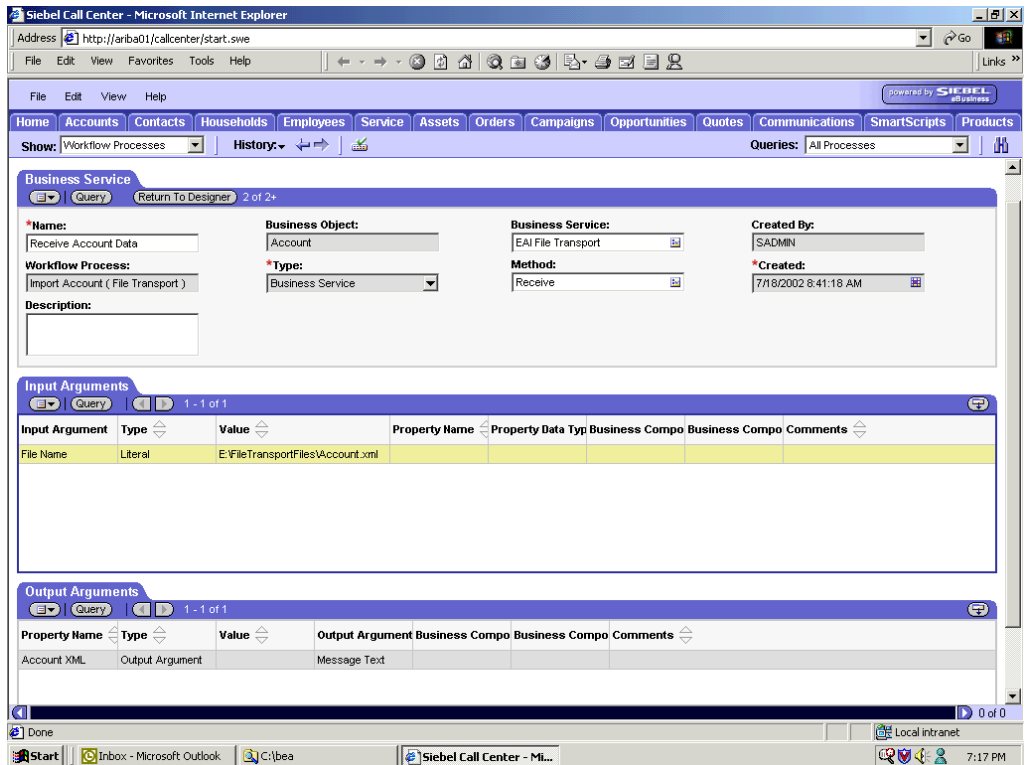 Siebel Call Center - Microsoft Internet Explorer
Address http://ariba01/callcenter/start.swe Go
File Edit View Favorites Tools Help Links »
File Edit View Help powered by SIEBEL eBusiness
Home Accounts Contacts Households Employees Service Assets Orders Campaigns Opportunities Quotes Communications SmartScripts Products
Show: Workflow Processes History: Queries: All Processes
Business Service
Query Return To Designer 2 of 2+
*Name: Business Object: Business Service: Created By:
Receive Account Data Account EAI File Transport SADMIN
Workflow Process: *Type: Method: *Created:
Import Account ( File Transport ) Business Service Receive 7/18/2002 8:41:18 AM
Description:
Input Arguments
Query 1 - 1 of 1
Input Argument Type Value Property Name Property Data Typ Business Compo Business Compo Comments
File Name Literal E:\FileTransportFiles\Account.xml
Output Arguments
Query 1 - 1 of 1
Property Name Type Value Output Argument Business Compo Business Compo Comments
Account XML Output Argument Message Text
0 of 0
Done Local intranet
Start Inbox - Microsoft Outlook C:\bea Siebel Call Center - Mi... 7:17 PM